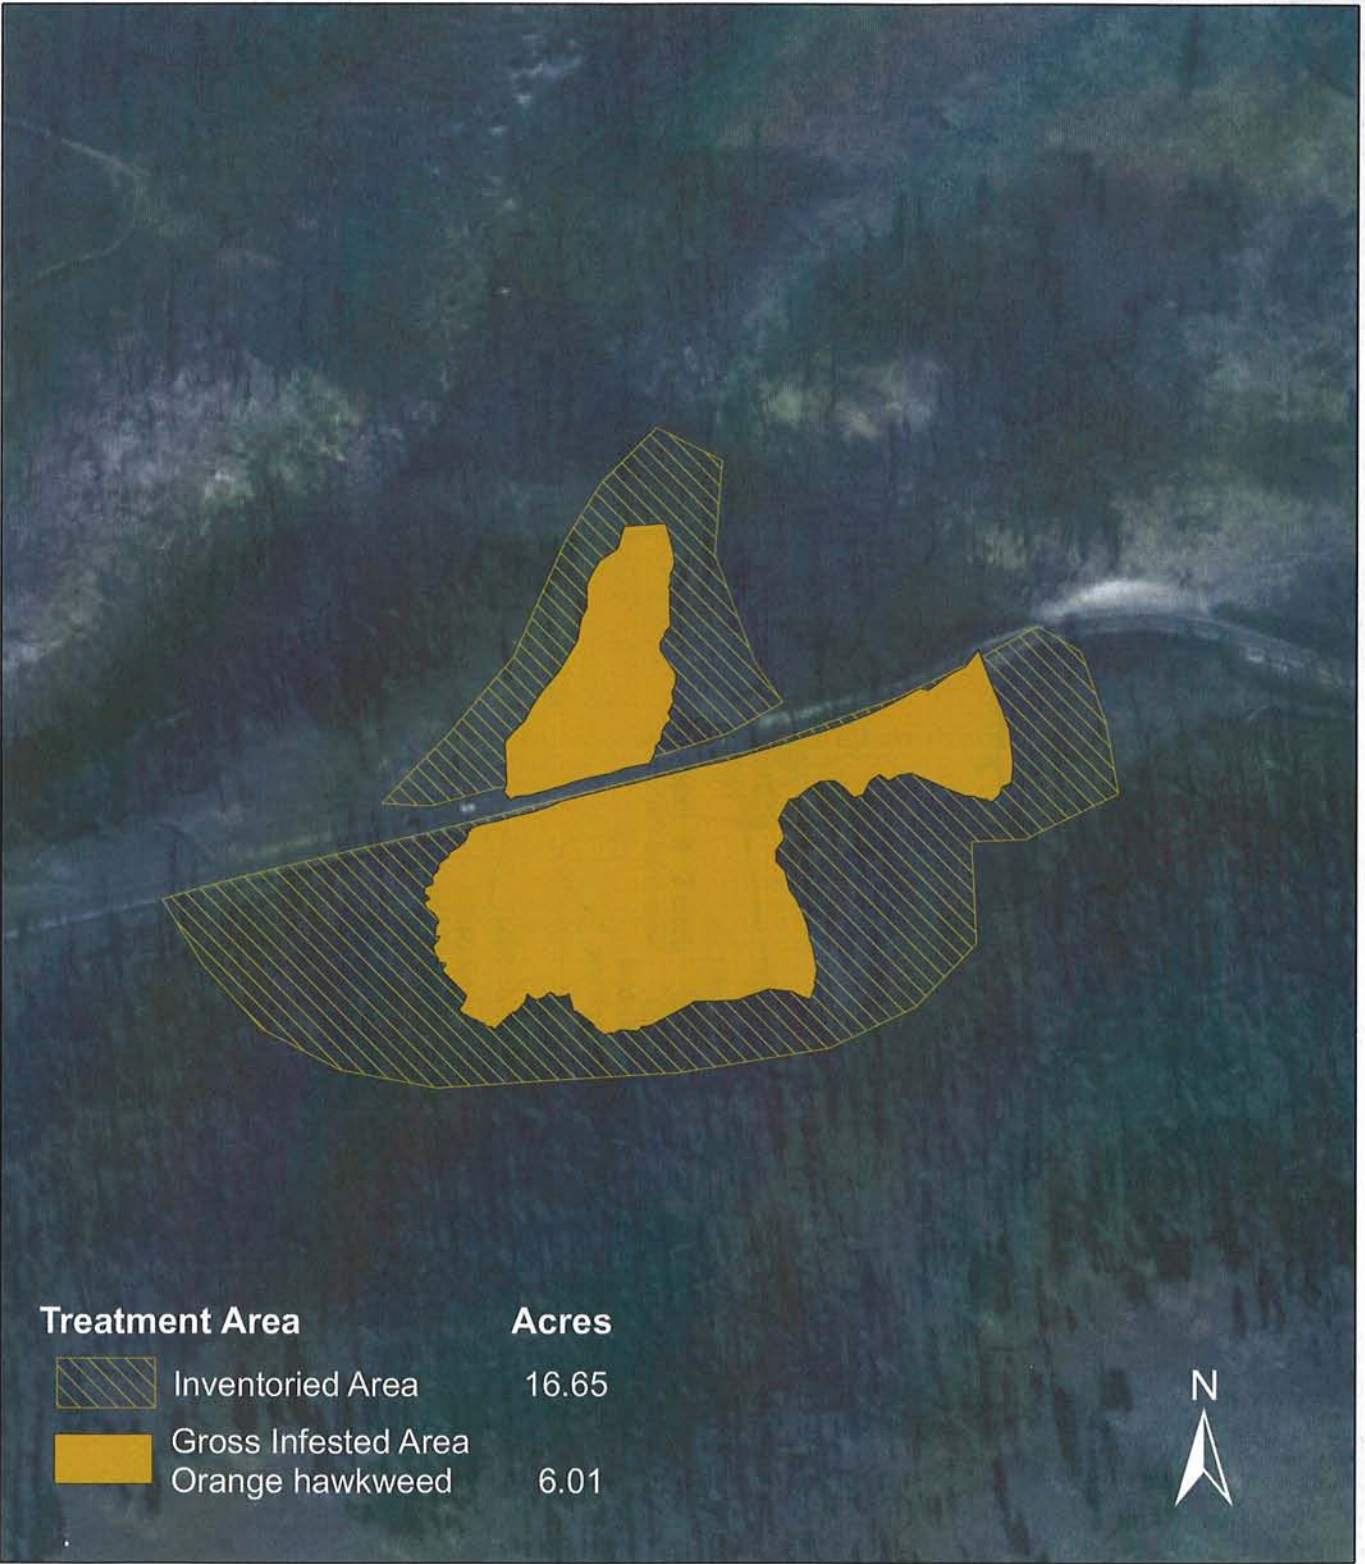 Treatment Area Acres
Inventoried Area 16.65
Gross Infested Area
Orange hawkweed 6.01
N